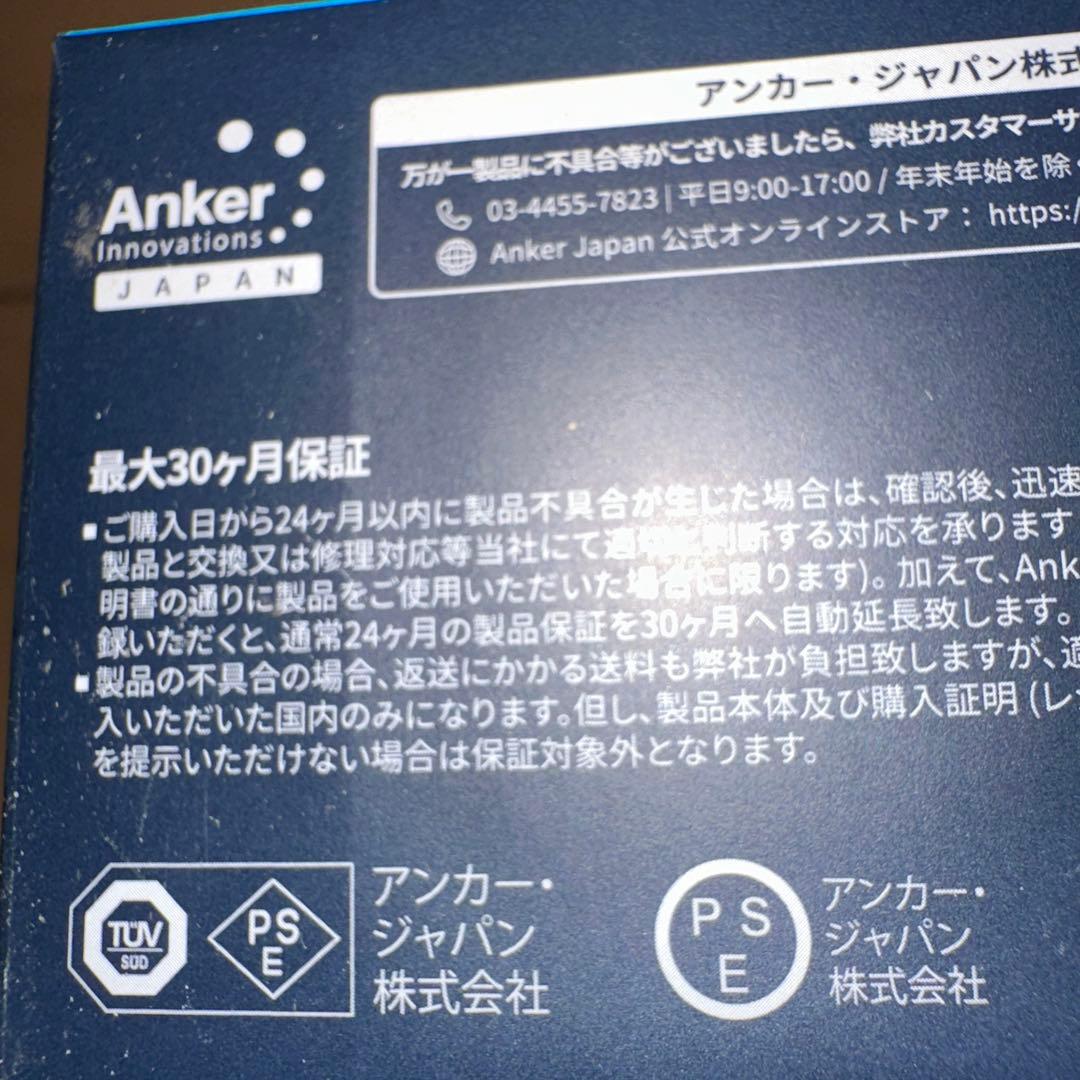 アンカー・ジャパン株式
万が一製品に不具合等がございましたら、弊社カスタマーサ
03-4455-7823 | 平日9:00-17:00 / 年末年始を除く
Anker Japan 公式オンラインストア： https:/
Anker
Innovations
JAPAN
最大30ヶ月保証
■ご購入日から24ヶ月以内に製品不具合が生じた場合は、確認後、迅速
製品と交換又は修理対応等当社にて適切と判断する対応を承ります
明書の通りに製品をご使用いただいた場合に限ります)。加えて、Ank
録いただくと、通常24ヶ月の製品保証を30ヶ月へ自動延長致します。
■製品の不具合の場合、返送にかかる送料も弊社が負担致しますが、適
入いただいた国内のみになります。但し、製品本体及び購入証明 (レ
を提示いただけない場合は保証対象外となります。
TÜV
SÜD
PS
E
アンカー・
ジャパン
株式会社
PS
E
アンカー・
ジャパン
株式会社